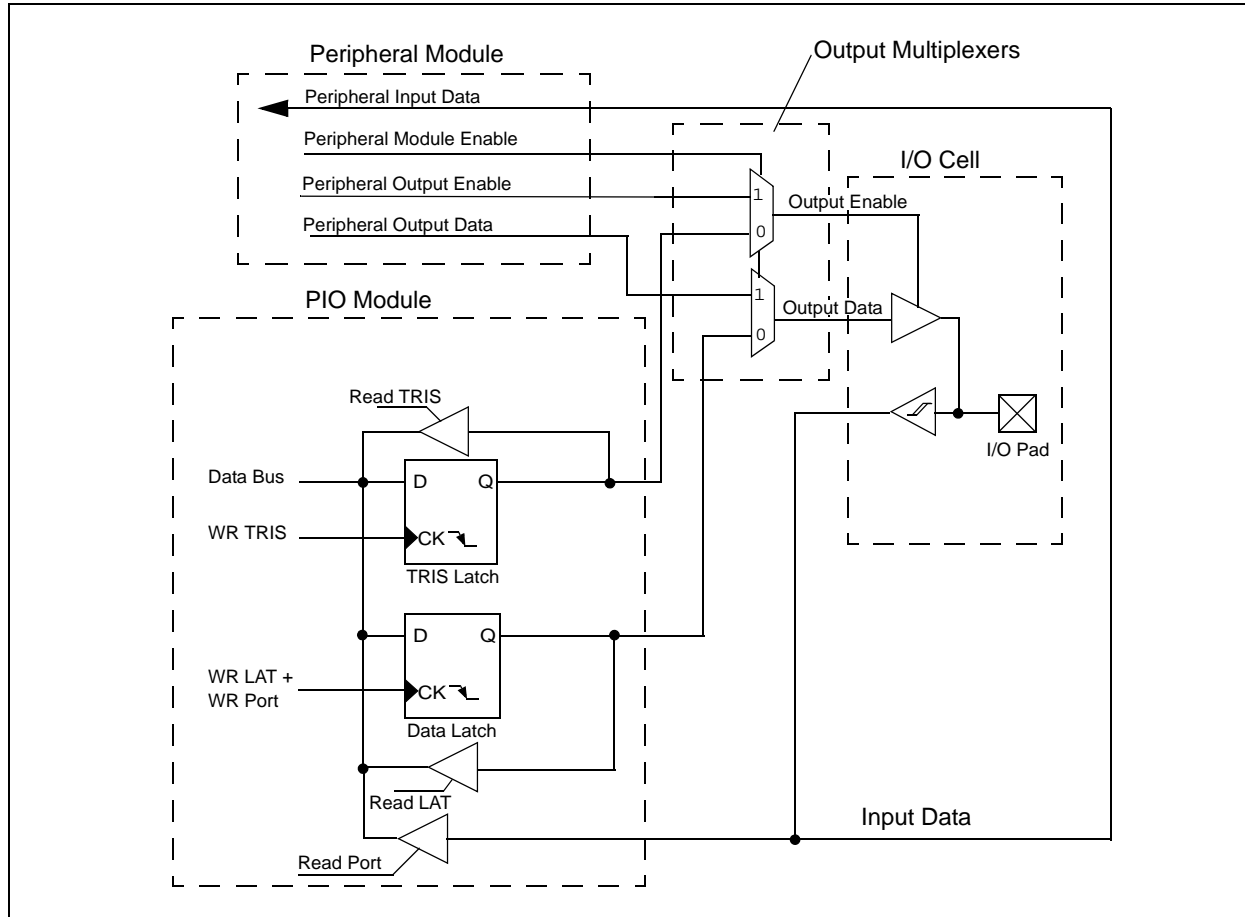 Peripheral Module
Output Multiplexers
Peripheral Input Data
Peripheral Module Enable
I/O Cell
Peripheral Output Enable
1
Output Enable
Peripheral Output Data
0
PIO Module
1
Output Data
0
Read TRIS
I/O Pad
Data Bus
D
Q
WR TRIS
CK
TRIS Latch
D
Q
WR LAT +
WR Port
CK
Data Latch
Read LAT
Input Data
Read Port